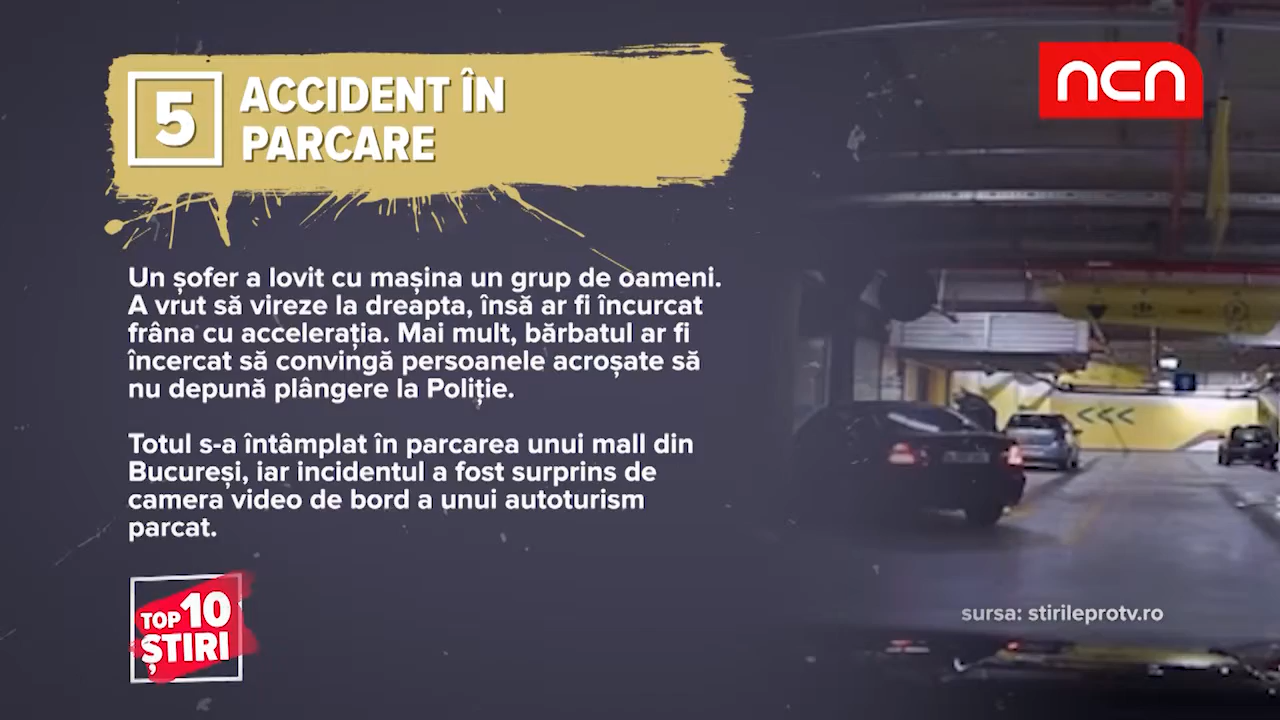 5
ACCIDENT ÎN
PARCARE
ncn
Un șofer a lovit cu mașina un grup de oameni.
A vrut să vireze la dreapta, însă ar fi încurcat
frâna cu accelerația. Mai mult, bărbatul ar fi
încercat să convingă persoanele acroșate să
nu depună plângere la Poliție.
Totul s-a întâmplat în parcarea unui mall din
Bucureși, iar incidentul a fost surprins de
camera video de bord a unui autoturism
parcat.
sursa: stirileprotv.ro
TOP 10
ȘTIRI